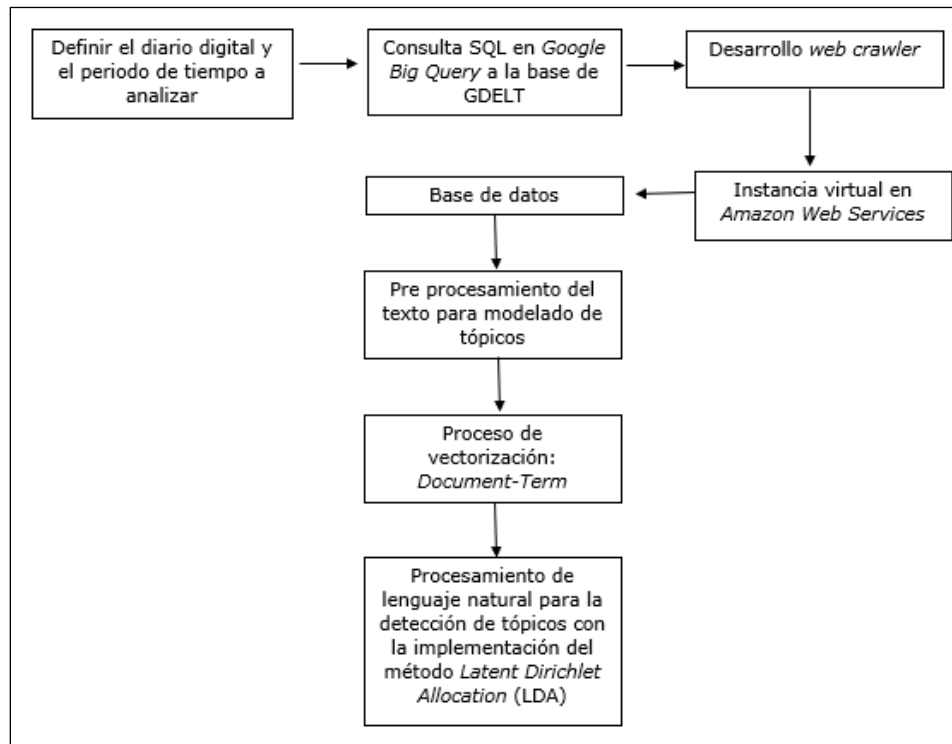 Definir el diario digital y
el periodo de tiempo a
analizar
Consulta SQL en Google
Big Query a la base de
GDELT
Desarrollo web crawler
Instancia virtual en
Amazon Web Services
Base de datos
Pre procesamiento del
texto para modelado de
tópicos
Proceso de
vectorización:
Document-Term
Procesamiento de
lenguaje natural para la
detección de tópicos con
la implementación del
método Latent Dirichlet
Allocation (LDA)